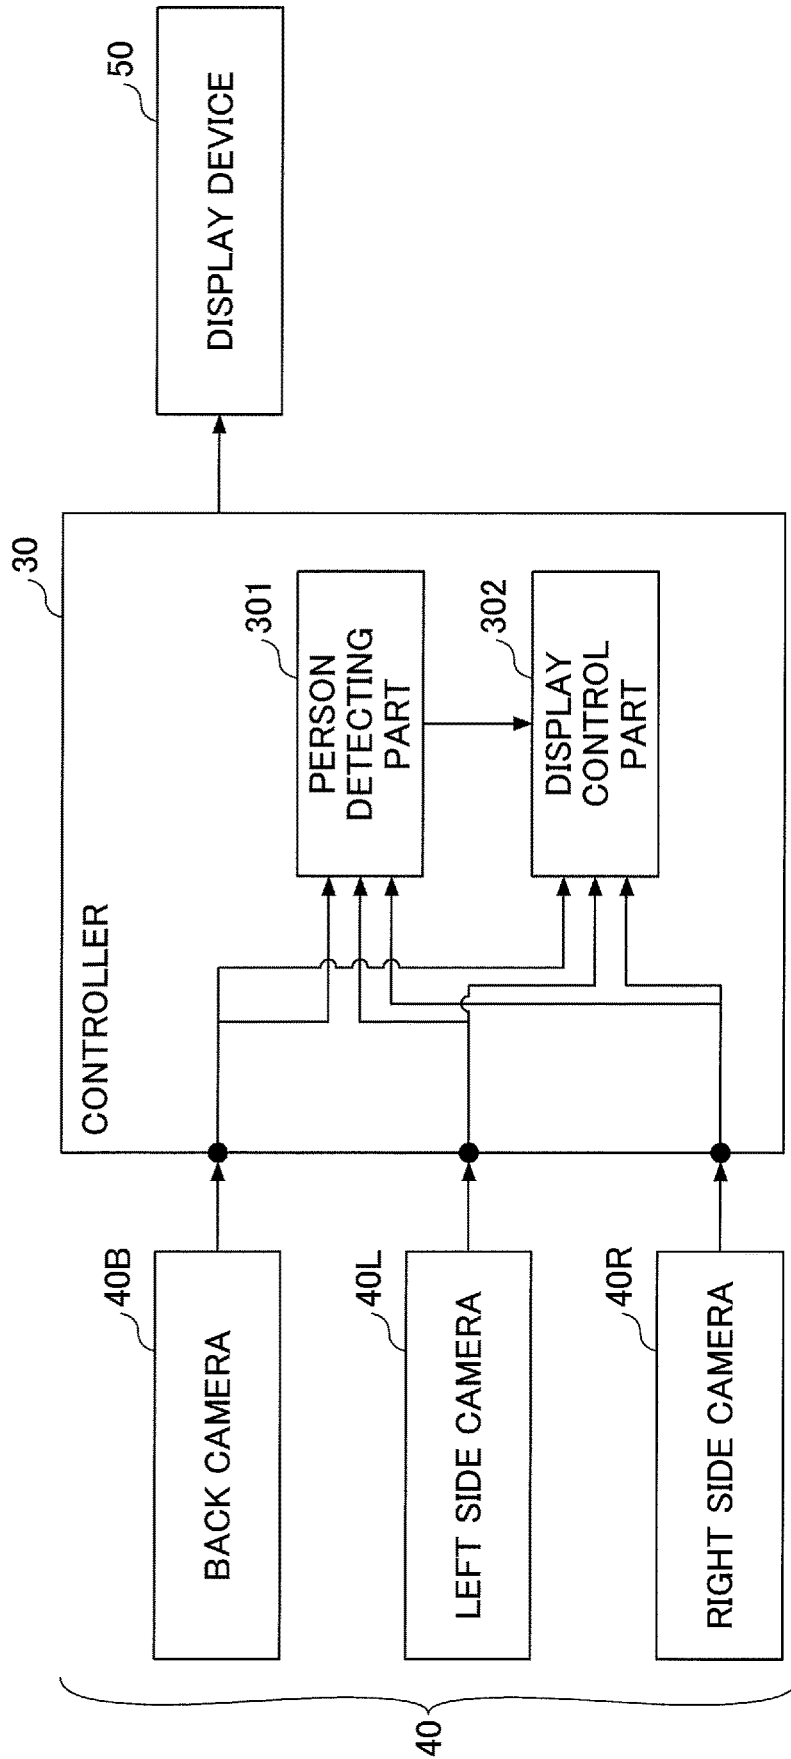 40
40B
BACK CAMERA
40L
LEFT SIDE CAMERA
40R
RIGHT SIDE CAMERA
30
CONTROLLER
301
PERSON
DETECTING
PART
302
DISPLAY
CONTROL
PART
50
DISPLAY DEVICE